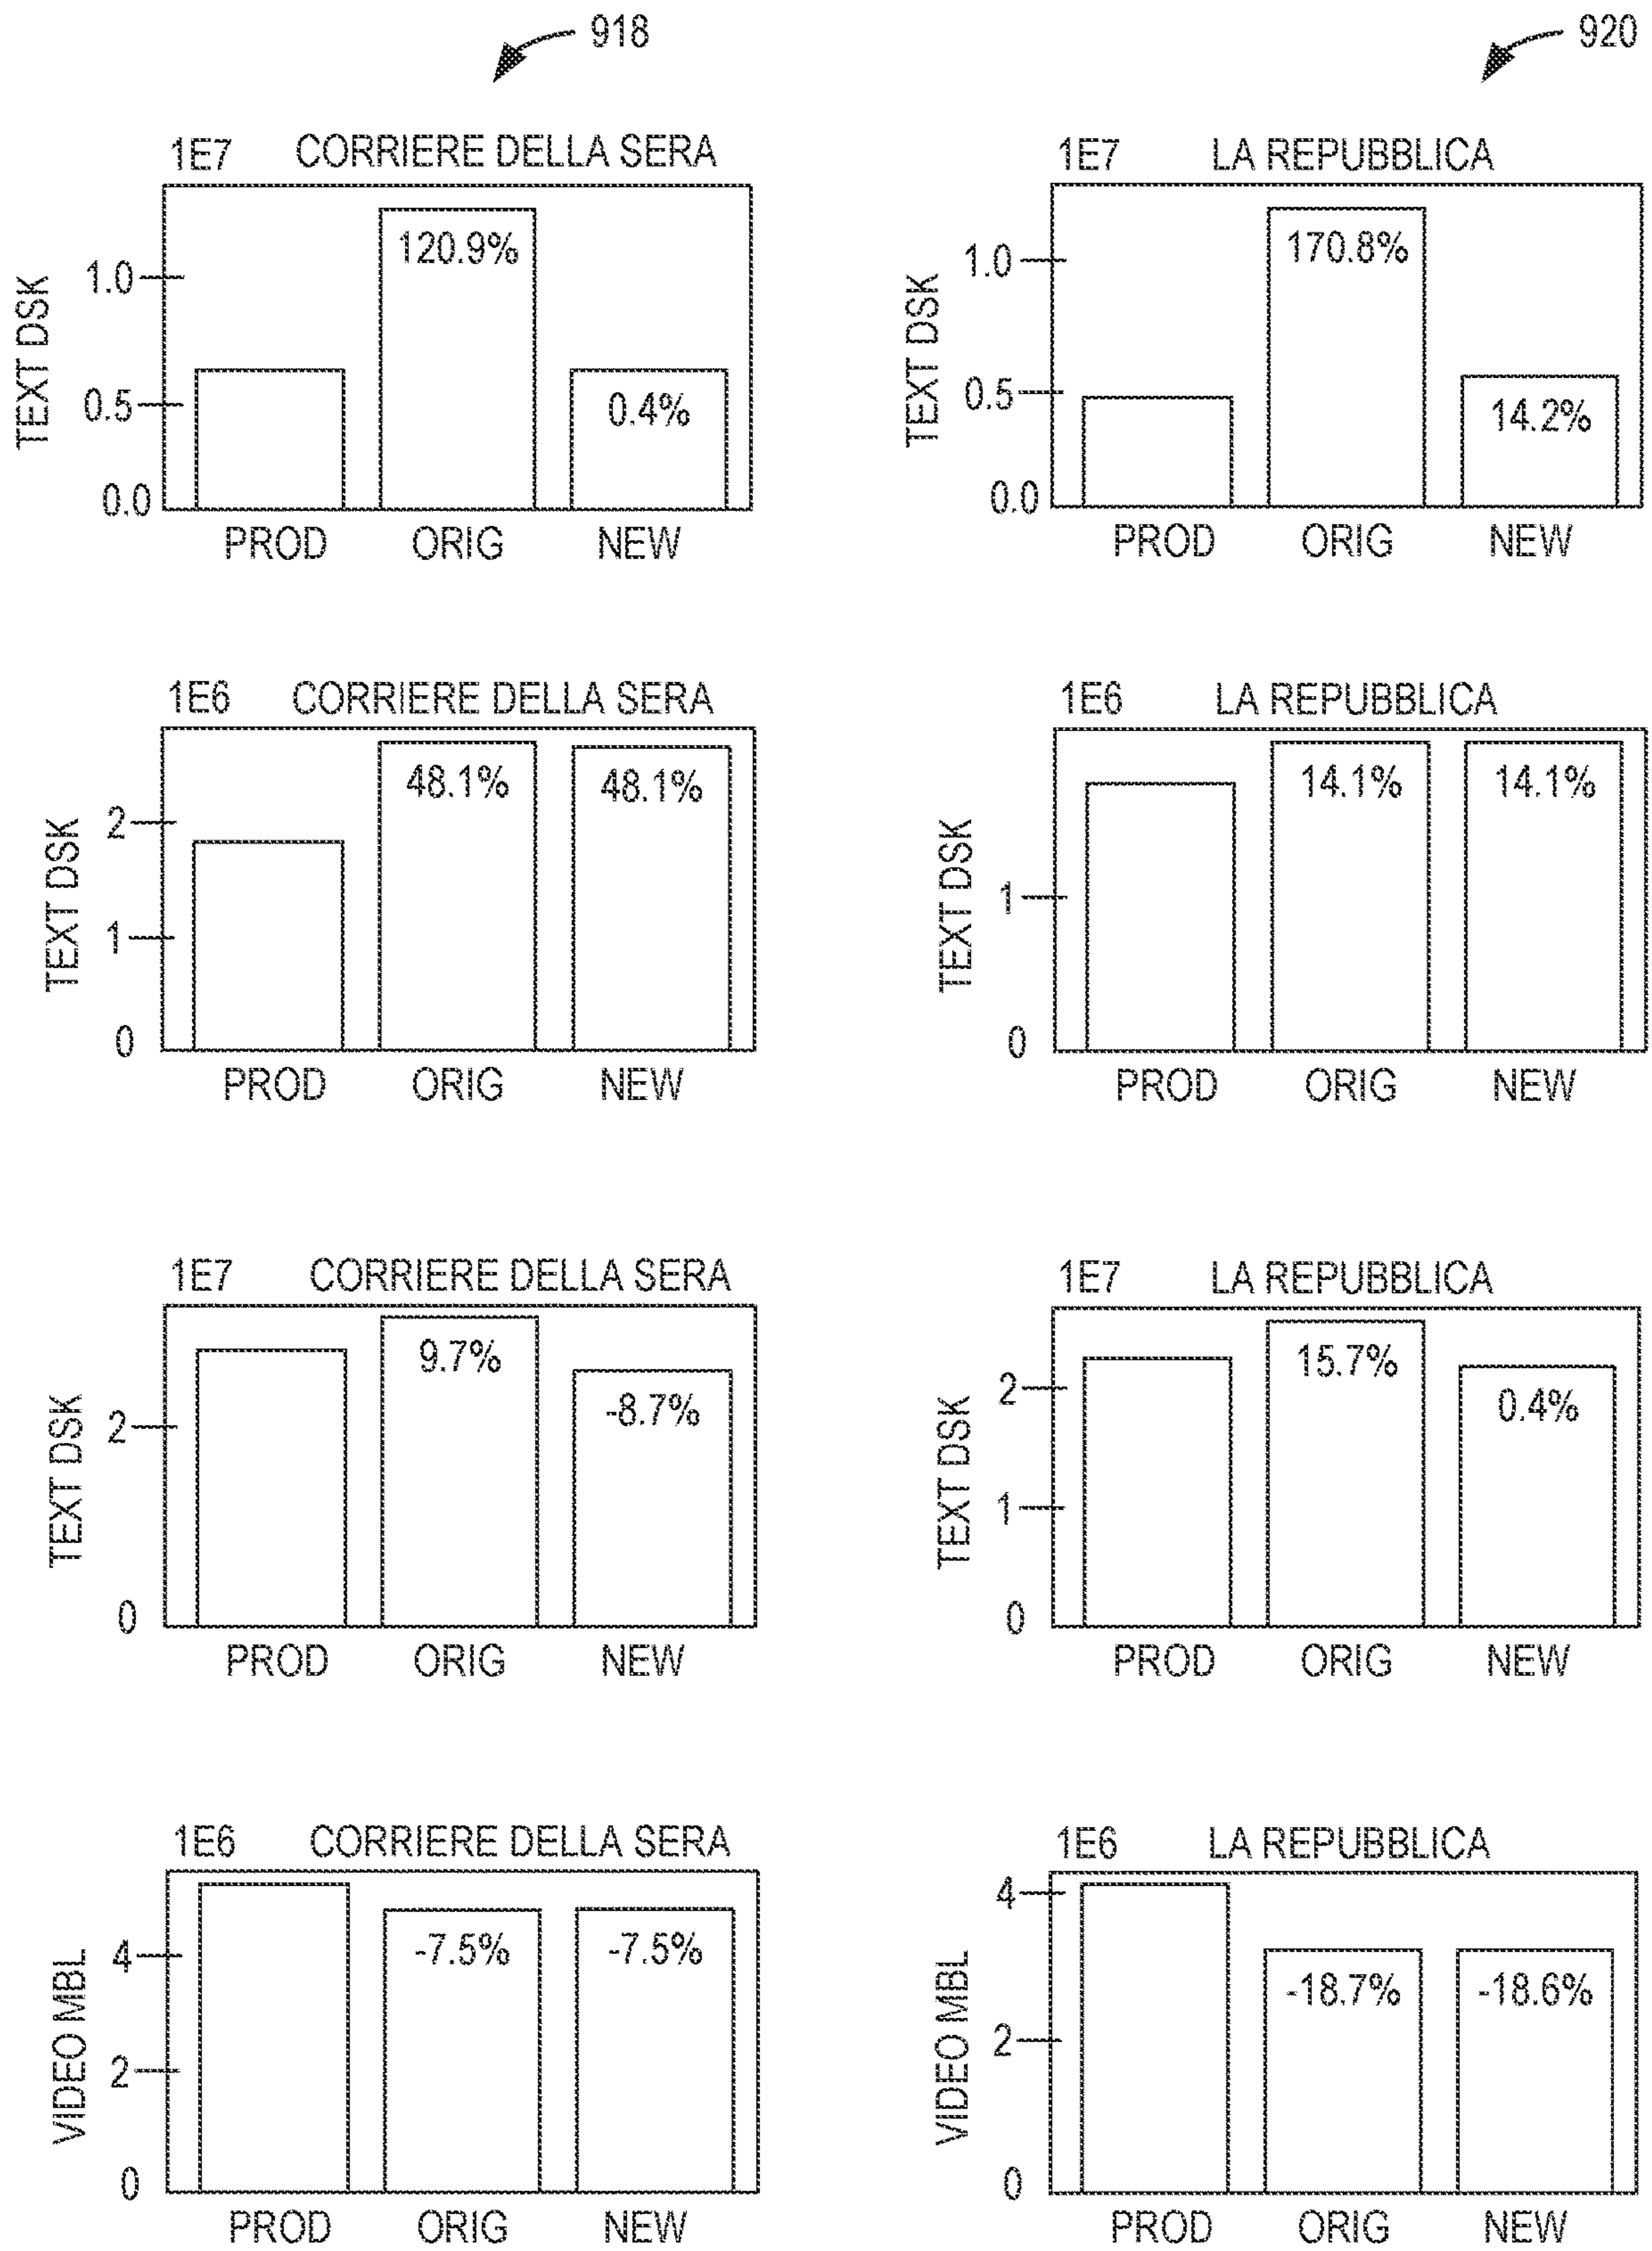 918
920
1E7 CORRIERE DELLA SERA
TEXT DSK
1.0
0.5
0.0
120.9%
0.4%
PROD ORIG NEW
1E7 LA REPUBBLICA
TEXT DSK
1.0
0.5
0.0
170.8%
14.2%
PROD ORIG NEW
1E6 CORRIERE DELLA SERA
TEXT DSK
2
1
0
48.1%
48.1%
PROD ORIG NEW
1E6 LA REPUBBLICA
TEXT DSK
1
0
14.1%
14.1%
PROD ORIG NEW
1E7 CORRIERE DELLA SERA
TEXT DSK
2
0
9.7%
-8.7%
PROD ORIG NEW
1E7 LA REPUBBLICA
TEXT DSK
2
1
0
15.7%
0.4%
PROD ORIG NEW
1E6 CORRIERE DELLA SERA
VIDEO MBL
4
2
0
-7.5%
-7.5%
PROD ORIG NEW
1E6 LA REPUBBLICA
VIDEO MBL
4
2
0
-18.7%
-18.6%
PROD ORIG NEW